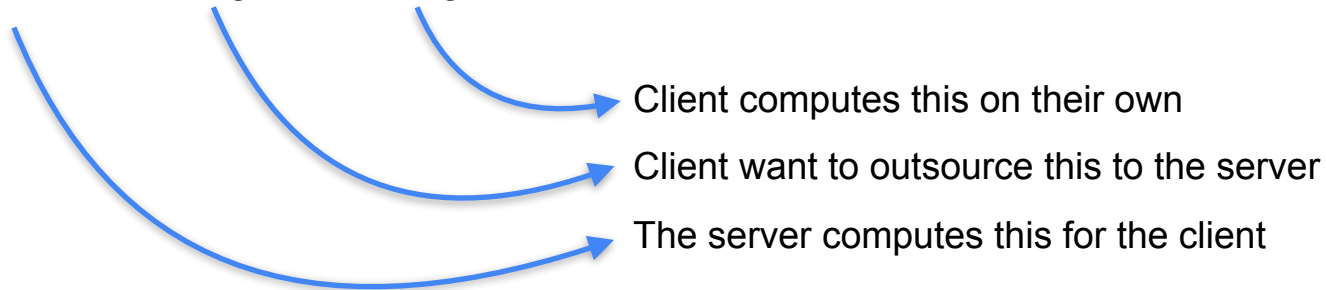 Client computes this on their own
Client want to outsource this to the server
The server computes this for the client